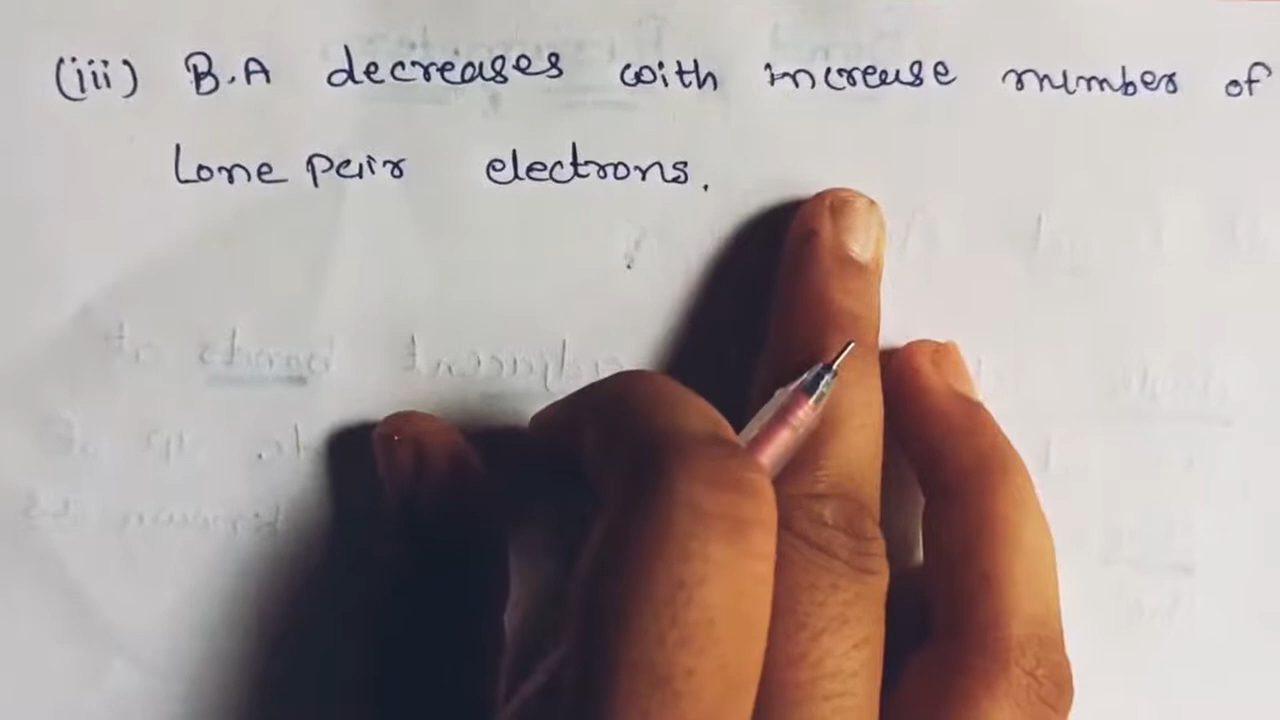 (iii) B.A decreases with increase number of
Lone pair electrons.